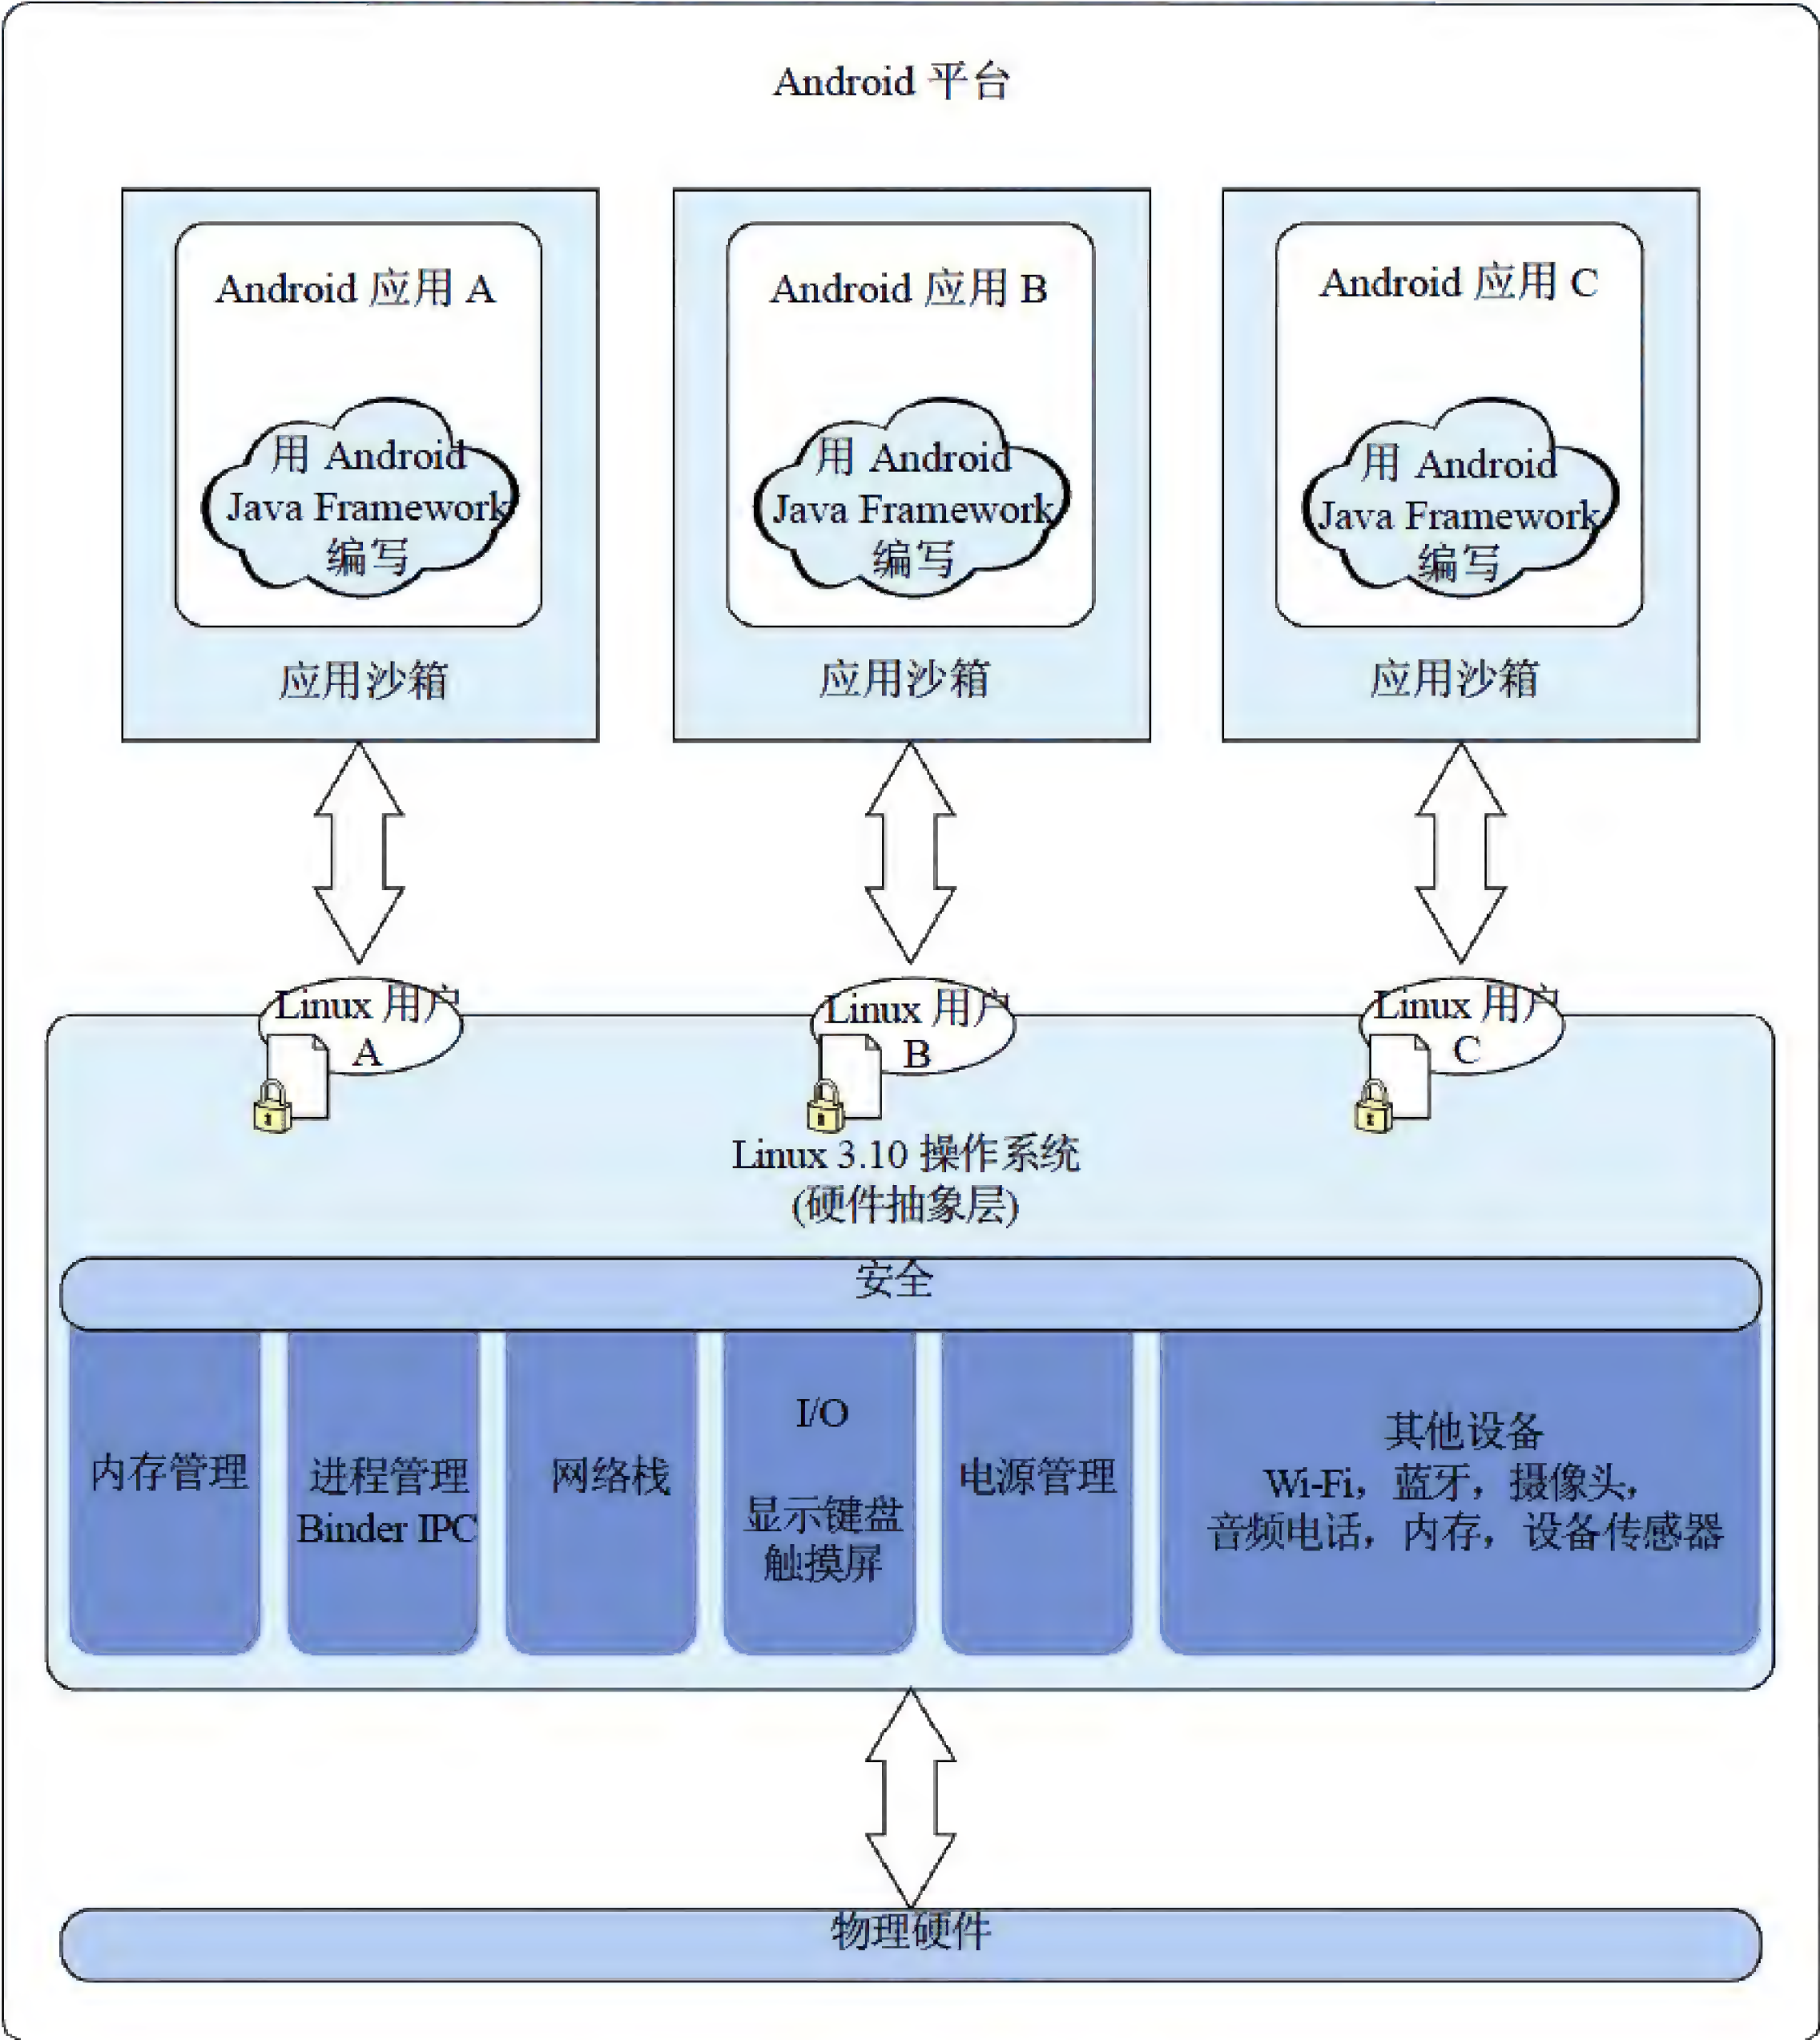 Android 平台
Android 应用 A
用 Android
Java Framework
编写
应用沙箱
Android 应用 B
用 Android
Java Framework
编写
应用沙箱
Android 应用 C
用 Android
Java Framework
编写
应用沙箱
Linux 用户
A
Linux 用户
B
Linux 用户
C
Linux 3.10 操作系统
(硬件抽象层)
安全
内存管理
进程管理
Binder IPC
网络栈
I/O
显示键盘
触摸屏
电源管理
其他设备
Wi-Fi，蓝牙，摄像头，
音频电话，内存，设备传感器
物理硬件